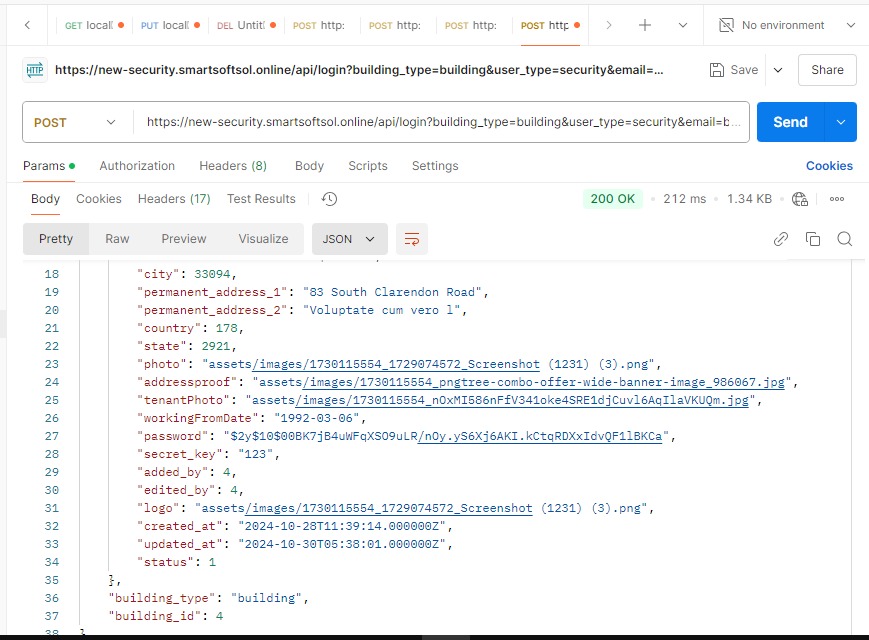 GET locall PUT locall DEL Untitl POST http: POST http: POST http: POST http No environment
HTTP https://new-security.smartsoftsol.online/api/login?building_type=building&user_type=security&email=... Save Share
POST https://new-security.smartsoftsol.online/api/login?building_type=building&user_type=security&email=b... Send
Params Authorization Headers (8) Body Scripts Settings Cookies
Body Cookies Headers (17) Test Results 200 OK 212 ms 1.34 KB
Pretty Raw Preview Visualize JSON
18 "city": 33094,
19 "permanent_address_1": "83 South Clarendon Road",
20 "permanent_address_2": "Voluptate cum vero l",
21 "country": 178,
22 "state": 2921,
23 "photo": "assets/images/1730115554_1729074572_Screenshot (1231) (3).png",
24 "addressproof": "assets/images/1730115554_pngtree-combo-offer-wide-banner-image_986067.jpg",
25 "tenantPhoto": "assets/images/1730115554_nOxMI586nFfV341oke4SRE1djCuvl6AqIlaVKUQm.jpg",
26 "workingFromDate": "1992-03-06",
27 "password": "$2y$10$00BK7jB4uWFqXSO9uLR/nOy.yS6Xj6AKI.kCtqRDXxIdvQF1lBKCa",
28 "secret_key": "123",
29 "added_by": 4,
30 "edited_by": 4,
31 "logo": "assets/images/1730115554_1729074572_Screenshot (1231) (3).png",
32 "created_at": "2024-10-28T11:39:14.000000Z",
33 "updated_at": "2024-10-30T05:38:01.000000Z",
34 "status": 1
35 },
36 "building_type": "building",
37 "building_id": 4
38 }